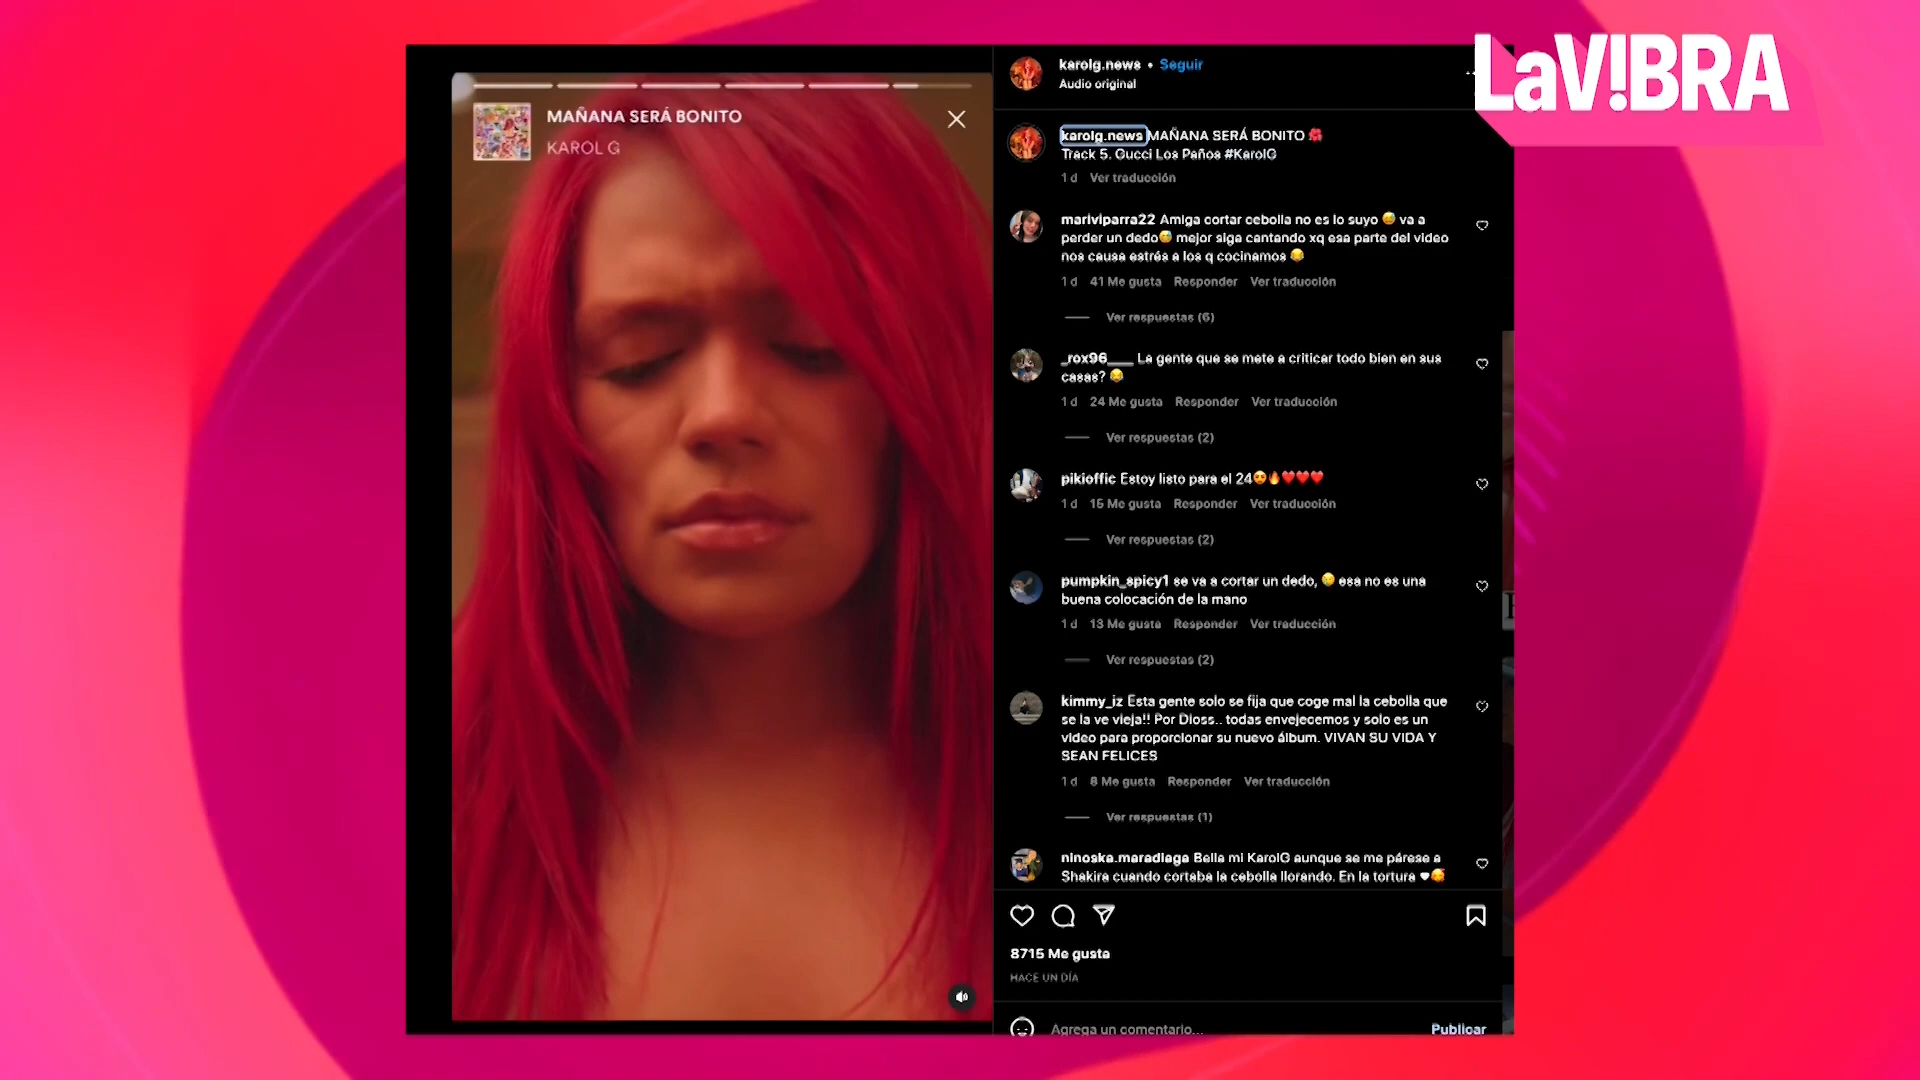 LaV!BRA
MAÑANA SERÁ BONITO
KAROL G
karolg.news • Seguir
Audio original
karolg.news MAÑANA SERÁ BONITO 🌺
Track 5. Gucci Los Paños #KarolG
1 d Ver traducción
mariviparra22 Amiga cortar cebolla no es lo suyo 😅 va a
perder un dedo😅 mejor siga cantando xq esa parte del video
nos causa estrés a los q cocinamos 😂
1 d 41 Me gusta Responder Ver traducción
Ver respuestas (6)
_rox96___ La gente que se mete a criticar todo bien en sus
casas? 😂
1 d 24 Me gusta Responder Ver traducción
Ver respuestas (2)
pikioffic Estoy listo para el 24😍🔥❤️❤️❤️
1 d 15 Me gusta Responder Ver traducción
Ver respuestas (2)
pumpkin_spicy1 se va a cortar un dedo, 😢 esa no es una
buena colocación de la mano
1 d 13 Me gusta Responder Ver traducción
Ver respuestas (2)
kimmy_iz Esta gente solo se fija que coge mal la cebolla que
se la ve vieja!! Por Dioss.. todas envejecemos y solo es un
video para proporcionar su nuevo álbum. VIVAN SU VIDA Y
SEAN FELICES
1 d 8 Me gusta Responder Ver traducción
Ver respuestas (1)
ninoska.maradiaga Bella mi KarolG aunque se me párese a
Shakira cuando cortaba la cebolla llorando. En la tortura ♥🥰
8715 Me gusta
HACE UN DÍA
Agrega un comentario...
Publicar